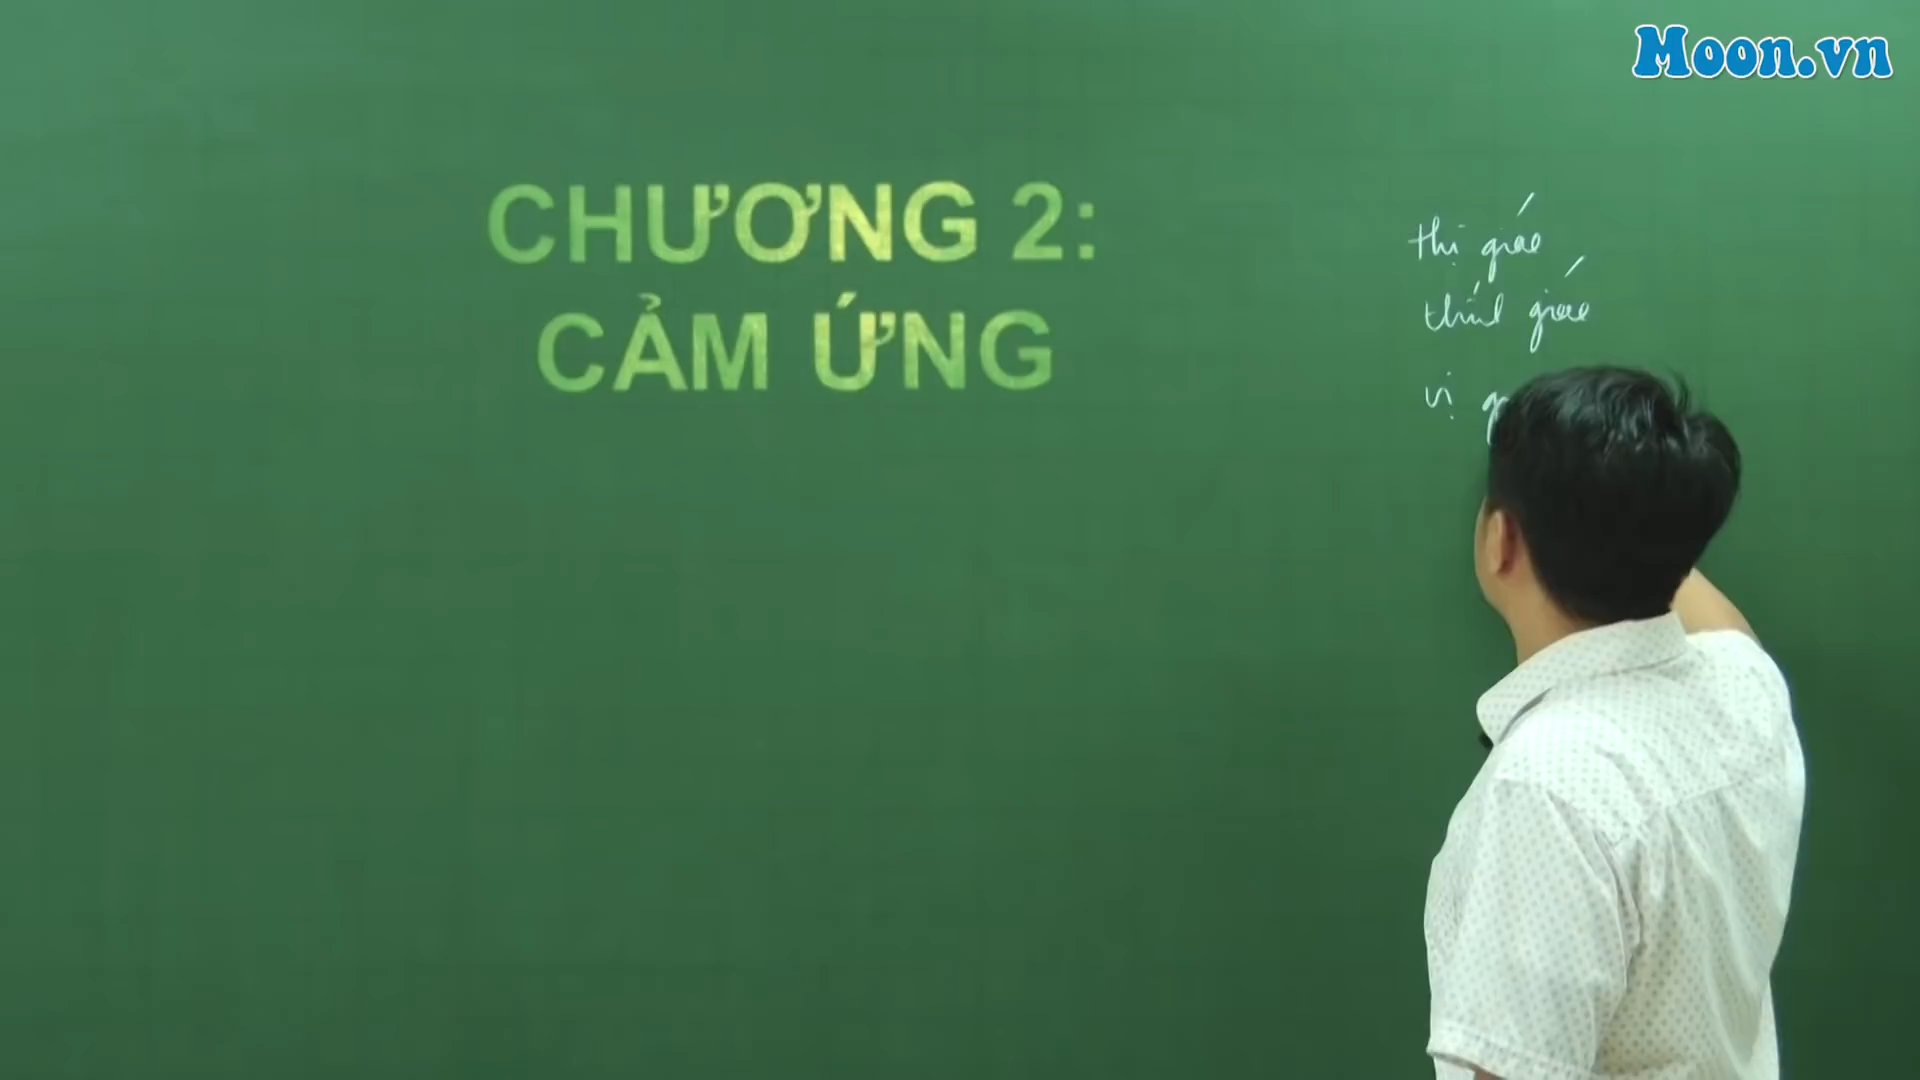 Moon.vn
CHƯƠNG 2:
CẢM ỨNG
thị giác
thính giác
vị